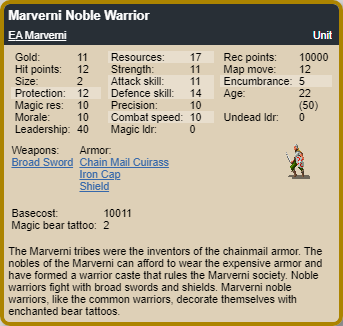 Marverni Noble Warrior
EA Marverni Unit
Gold: 11 Resources: 17 Rec points: 10000
Hit points: 12 Strength: 11 Map move: 12
Size: 2 Attack skill: 11 Encumbrance: 5
Protection: 12 Defence skill: 14 Age: 22
Magic res: 10 Precision: 10 (50)
Morale: 10 Combat speed: 10 Undead ldr: 0
Leadership: 40 Magic ldr: 0
Weapons: Armor:
Broad Sword Chain Mail Cuirass
Iron Cap
Shield
Basecost: 10011
Magic bear tattoo: 2
The Marverni tribes were the inventors of the chainmail armor. The
nobles of the Marverni can afford to wear the expensive armor and
have formed a warrior caste that rules the Marverni society. Noble
warriors fight with broad swords and shields. Marverni noble
warriors, like the common warriors, decorate themselves with
enchanted bear tattoos.